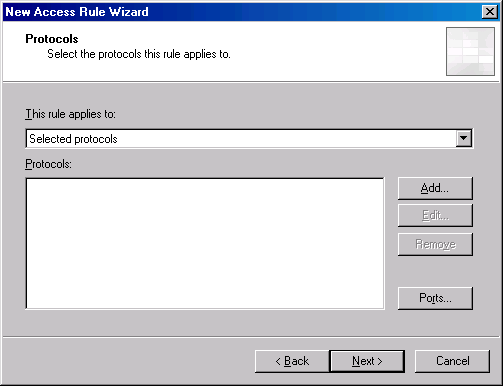 New Access Rule Wizard
Protocols
Select the protocols this rule applies to.
This rule applies to:
Selected protocols
Protocols:
Add...
Edit...
Remove
Ports...
< Back
Next >
Cancel